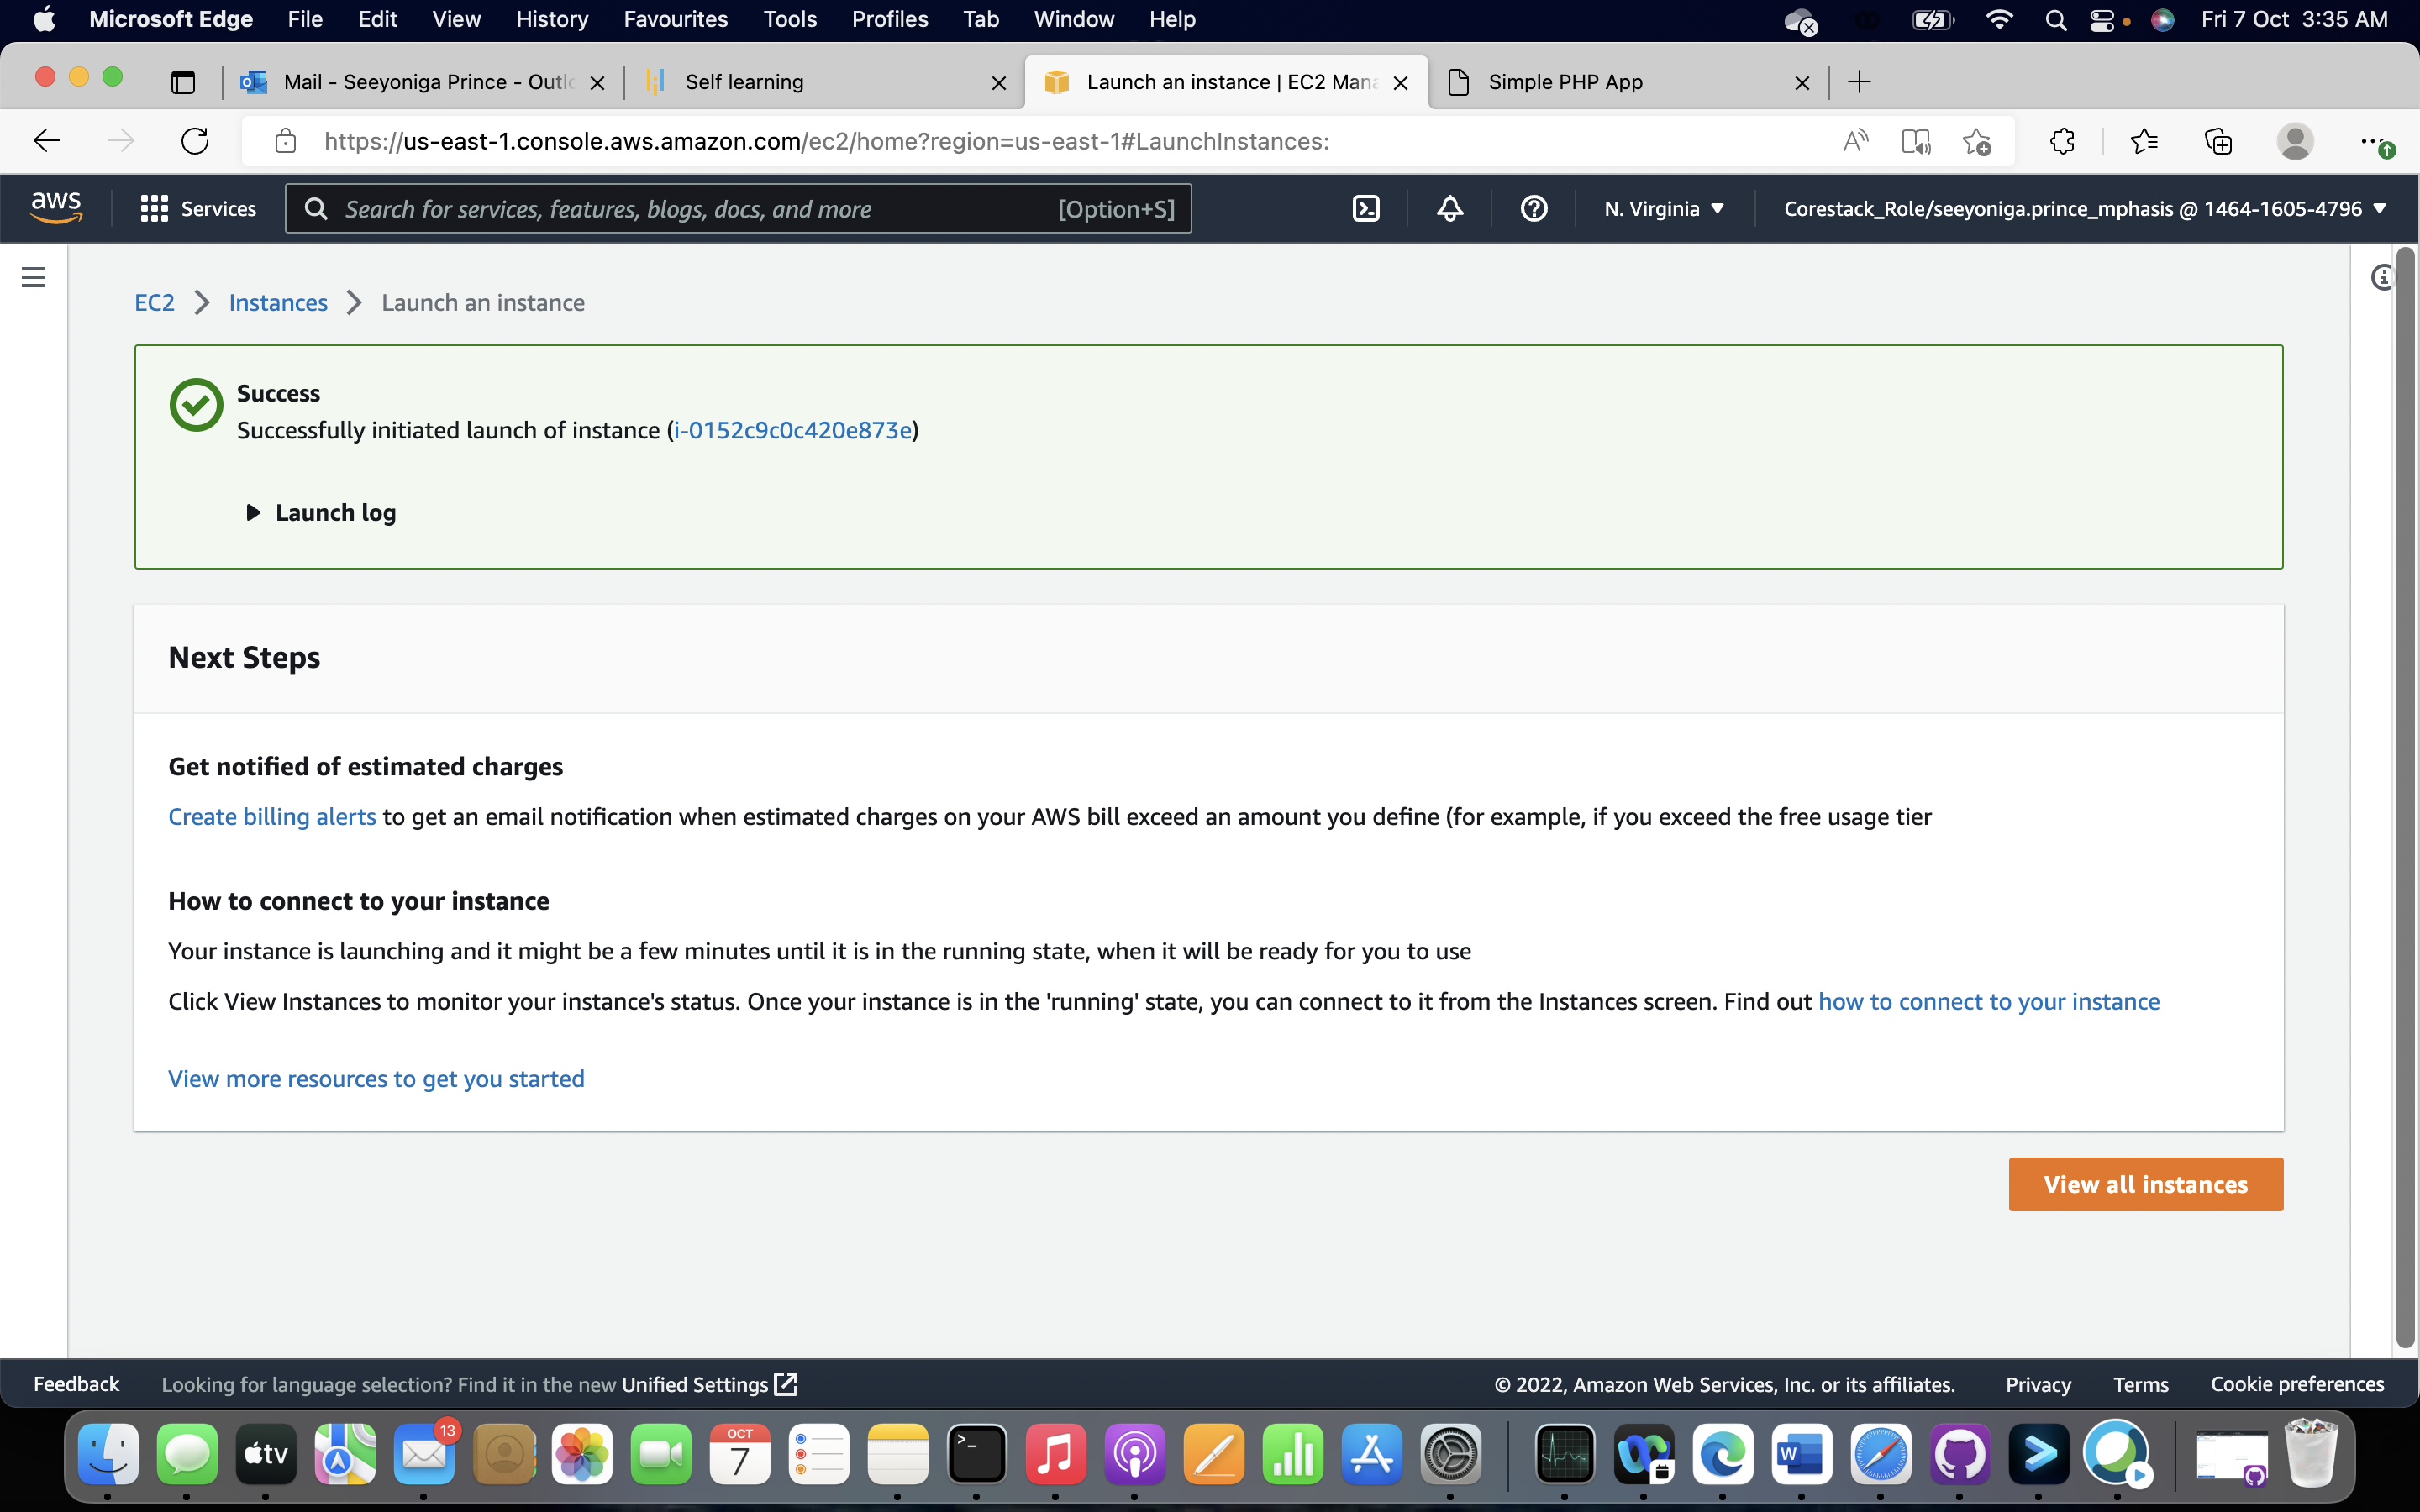 Microsoft Edge File Edit View History Favourites Tools Profiles Tab Window Help Fri 7 Oct 3:35 AM
Mail - Seeyoniga Prince - Outlo Self learning Launch an instance | EC2 Mana Simple PHP App
https://us-east-1.console.aws.amazon.com/ec2/home?region=us-east-1#LaunchInstances:
aws Services Search for services, features, blogs, docs, and more [Option+S] N. Virginia Corestack_Role/seeyoniga.prince_mphasis @ 1464-1605-4796
EC2 Instances Launch an instance
Success
Successfully initiated launch of instance (i-0152c9c0c420e873e)
Launch log
Next Steps
Get notified of estimated charges
Create billing alerts to get an email notification when estimated charges on your AWS bill exceed an amount you define (for example, if you exceed the free usage tier
How to connect to your instance
Your instance is launching and it might be a few minutes until it is in the running state, when it will be ready for you to use
Click View Instances to monitor your instance's status. Once your instance is in the 'running' state, you can connect to it from the Instances screen. Find out how to connect to your instance
View more resources to get you started
View all instances
Feedback Looking for language selection? Find it in the new Unified Settings © 2022, Amazon Web Services, Inc. or its affiliates. Privacy Terms Cookie preferences
tv 13 OCT 7 W